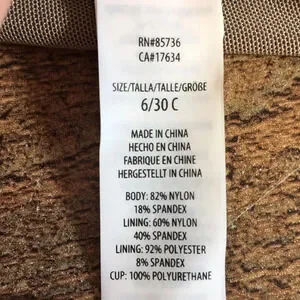 RN#85736
CA#17634
SIZE/TALLA/TALLE/GRÖBE
6/30 C
MADE IN CHINA
HECHO EN CHINA
FABRIQUE EN CHINE
HERGESTELLT IN CHINA
BODY: 82% NYLON
18% SPANDEX
LINING: 60% NYLON
40% SPANDEX
LINING: 92% POLYESTER
8% SPANDEX
CUP: 100% POLYURETHANE